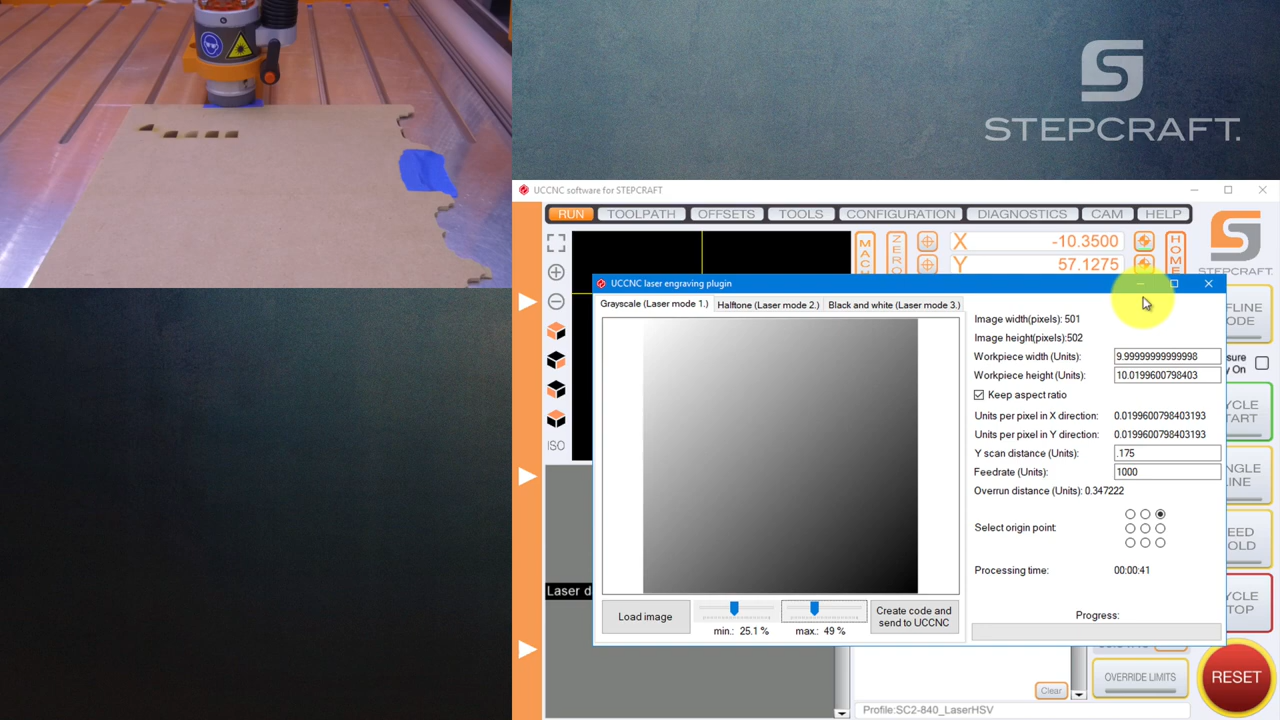 STEPCRAFT.
UCCNC software for STEPCRAFT
RUN TOOLPATH OFFSETS TOOLS CONFIGURATION DIAGNOSTICS CAM HELP
X -10.3500
Y 57.1275
ZERO
HOME
STEPCRAFT
UCCNC laser engraving plugin
Grayscale (Laser mode 1.) Halftone (Laser mode 2.) Black and white (Laser mode 3.)
Image width(pixels): 501
Image height(pixels):502
Workpiece width (Units): 9.99999999999998
Workpiece height (Units): 10.0199600798403
Keep aspect ratio
Units per pixel in X direction: 0.0199600798403193
Units per pixel in Y direction: 0.0199600798403193
Y scan distance (Units): .175
Feedrate (Units): 1000
Overrun distance (Units): 0.347222
Select origin point:
Processing time: 00:00:41
Progress:
Load image
min.: 25.1 %
max.: 49 %
Create code and
send to UCCNC
ISO
Laser d
OVERRIDE LIMITS
RESET
Clear
Profile:SC2-840_LaserHSV